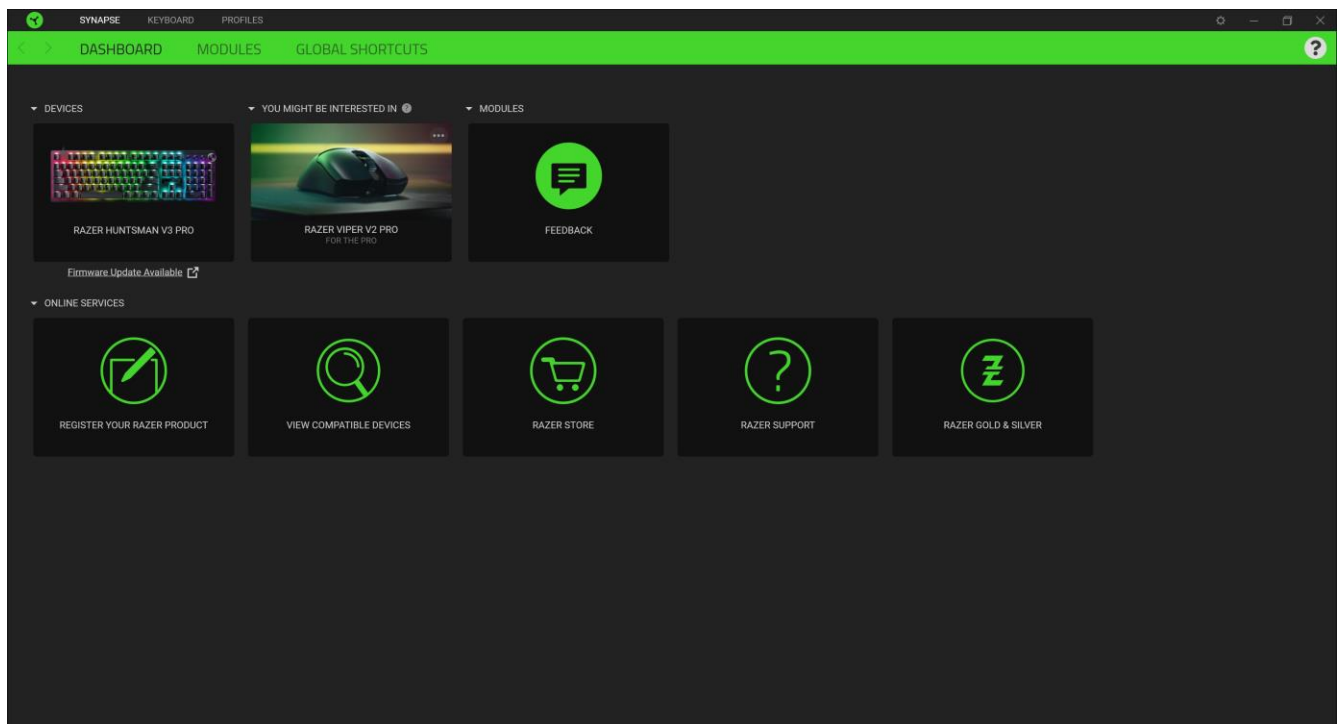 SYNAPSE KEYBOARD PROFILES
DASHBOARD MODULES GLOBAL SHORTCUTS
?
DEVICES
YOU MIGHT BE INTERESTED IN ?
MODULES
RAZER HUNTSMAN V3 PRO
RAZER VIPER V2 PRO
FOR THE PRO
FEEDBACK
Firmware Update Available
ONLINE SERVICES
REGISTER YOUR RAZER PRODUCT
VIEW COMPATIBLE DEVICES
RAZER STORE
RAZER SUPPORT
RAZER GOLD & SILVER